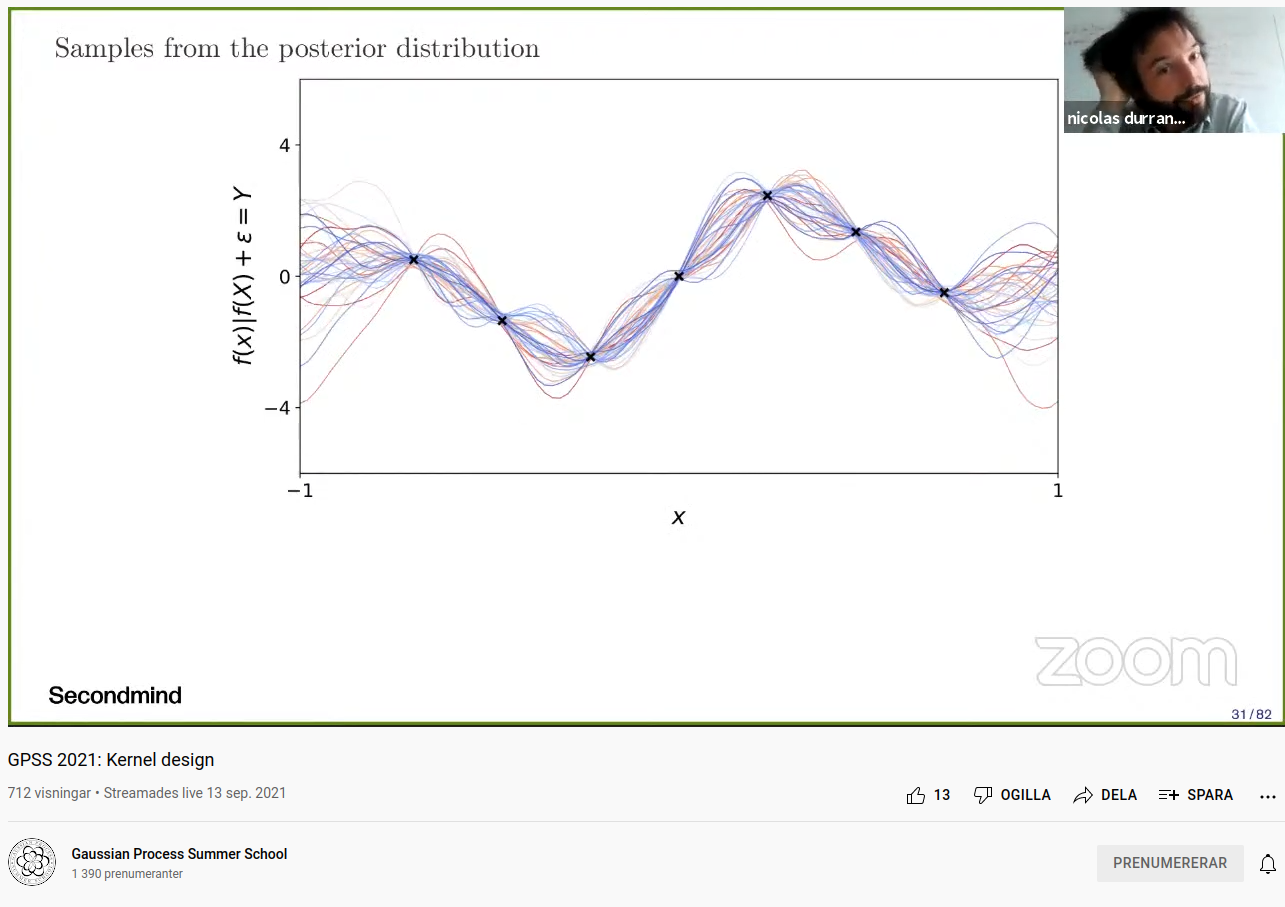 Samples from the posterior distribution
nicolas durran...
f(x)|f(X) + ε = Y
4
0
−4
−1
1
x
zoom
Secondmind
31/82
GPSS 2021: Kernel design
712 visningar • Streamades live 13 sep. 2021
13 OGILLA DELA SPARA
Gaussian Process Summer School
1 390 prenumeranter
PRENUMERERAR